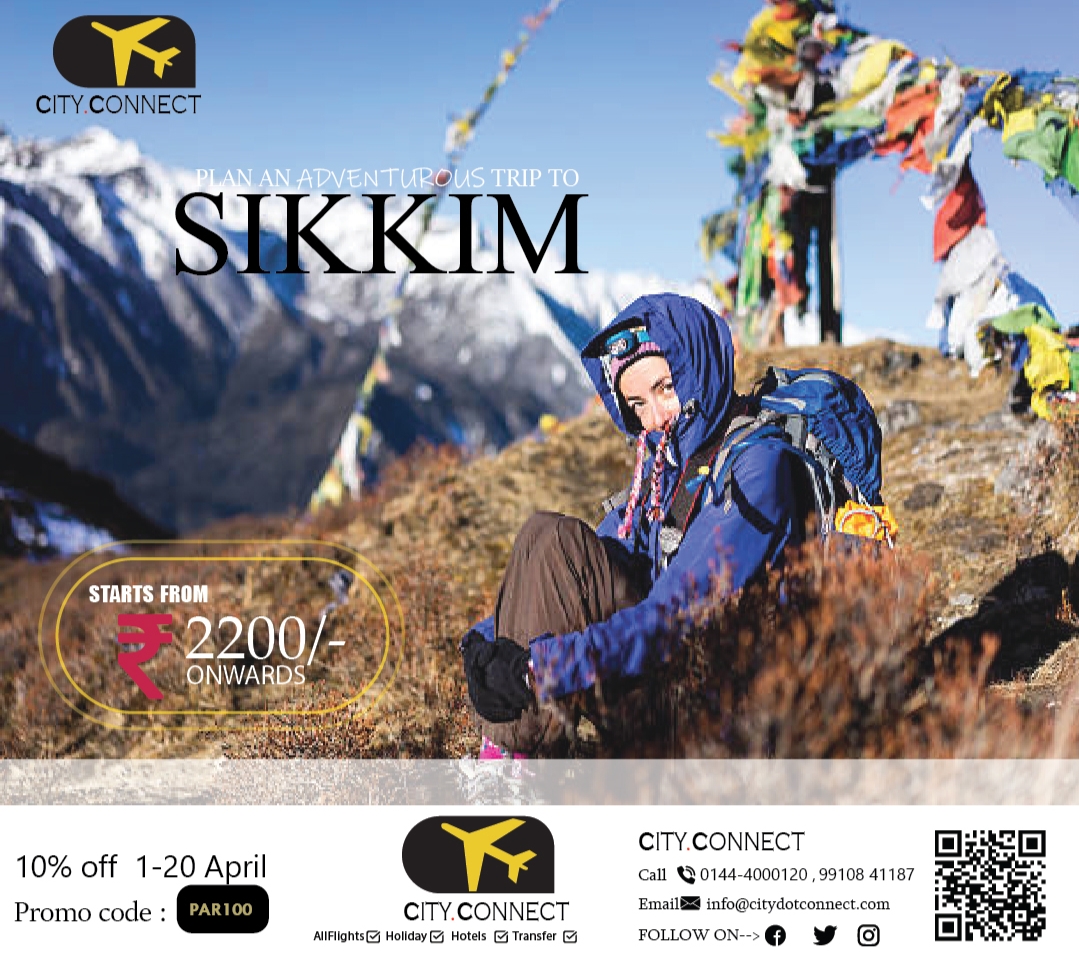 CITY.CONNECT
PLAN AN ADVENTUROUS TRIP TO
SIKKIM
STARTS FROM
₹ 2200/-
ONWARDS
10% off 1-20 April
Promo code : PAR100
CITY.CONNECT
AllFlights Holiday Hotels Transfer
CITY.CONNECT
Call 0144-4000120 , 99108 41187
Email info@citydotconnect.com
FOLLOW ON-->